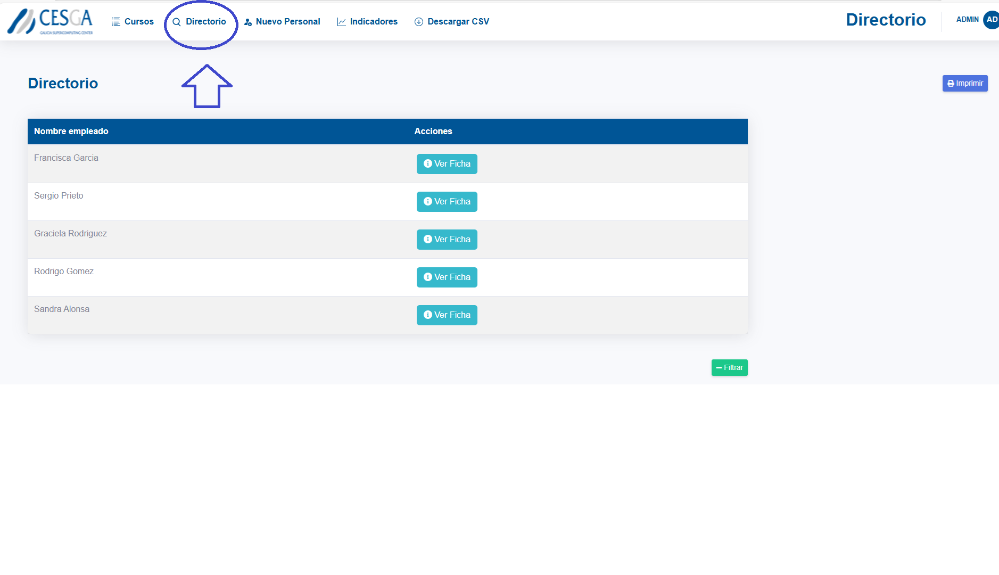 CESGA
GALICIA SUPERCOMPUTING CENTER
Cursos
Directorio
Nuevo Personal
Indicadores
Descargar CSV
Directorio
ADMIN
AD
Directorio
Imprimir
Nombre empleado Acciones
Francisca Garcia Ver Ficha
Sergio Prieto Ver Ficha
Graciela Rodriguez Ver Ficha
Rodrigo Gomez Ver Ficha
Sandra Alonsa Ver Ficha
Filtrar